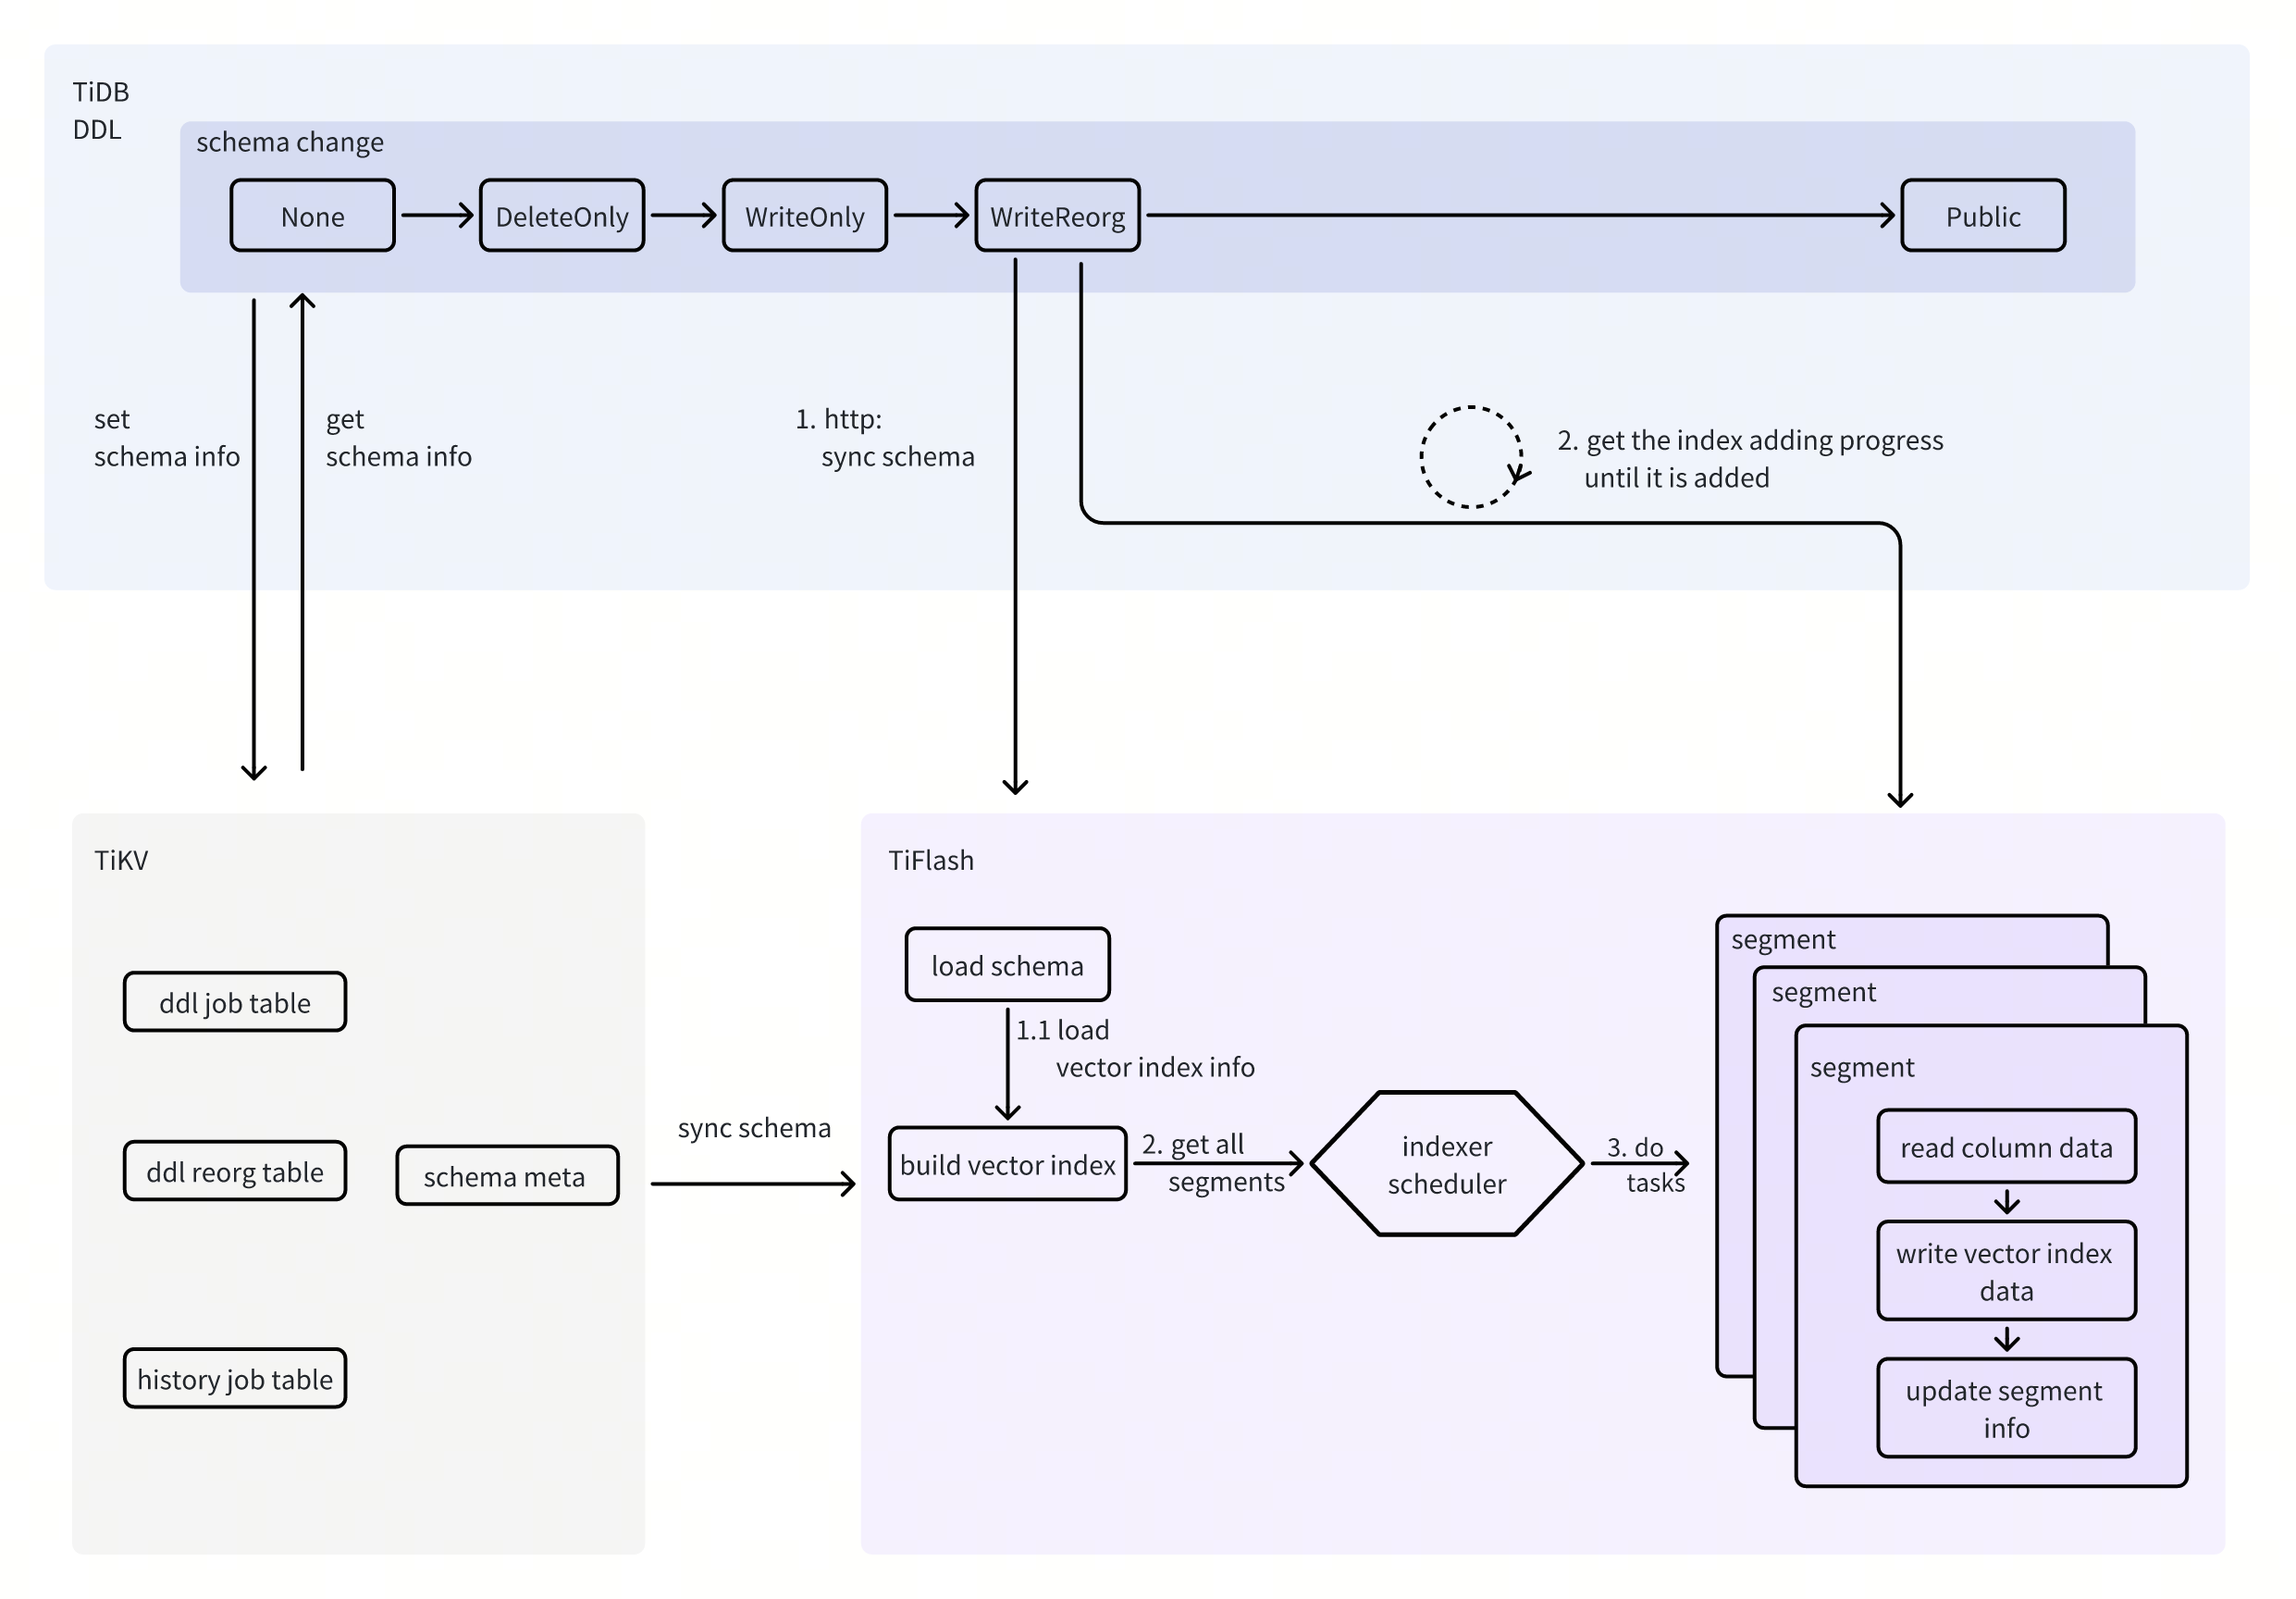 TiDB
DDL
schema change
None
DeleteOnly
WriteOnly
WriteReorg
Public
set
schema info
get
schema info
1. http:
sync schema
2. get the index adding progress
until it is added
TiKV
ddl job table
ddl reorg table
schema meta
history job table
sync schema
TiFlash
load schema
1.1 load
vector index info
build vector index
2. get all
segments
indexer
scheduler
3. do
tasks
segment
segment
segment
read column data
write vector index
data
update segment
info